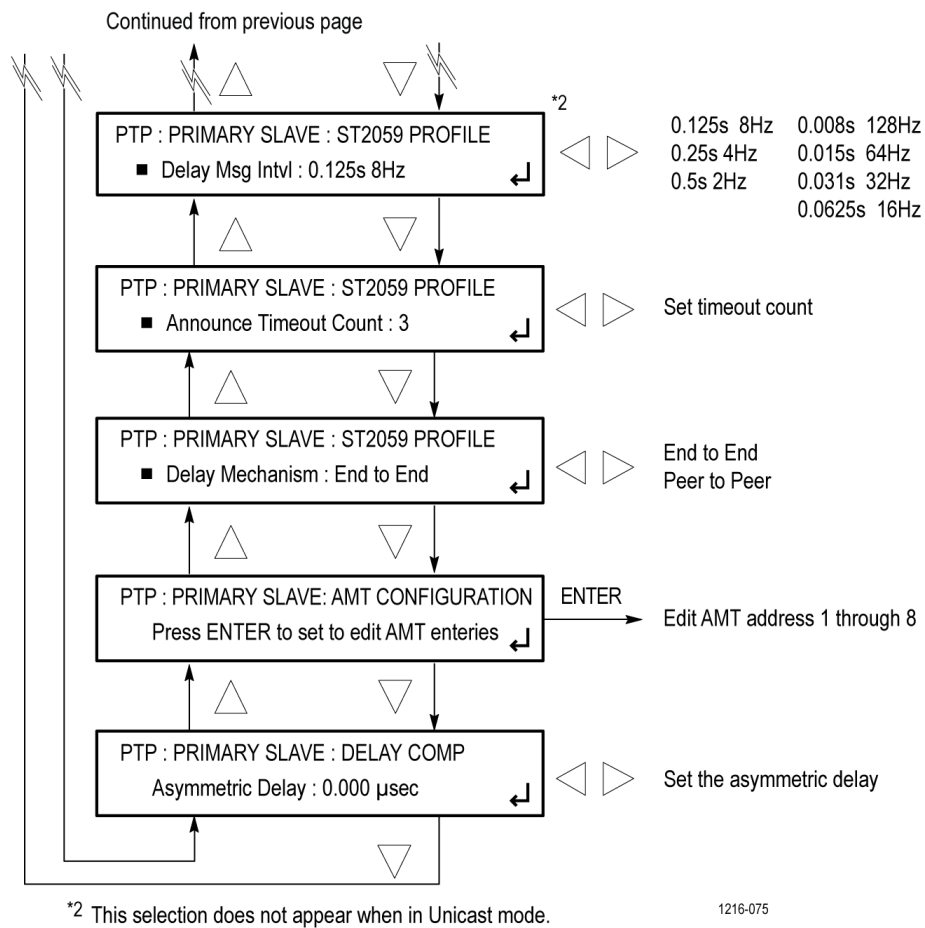 Continued from previous page
*2
PTP : PRIMARY SLAVE : ST2059 PROFILE
■ Delay Msg Intvl : 0.125s 8Hz
0.125s 8Hz 0.008s 128Hz
0.25s 4Hz 0.015s 64Hz
0.5s 2Hz 0.031s 32Hz
0.0625s 16Hz
PTP : PRIMARY SLAVE : ST2059 PROFILE
■ Announce Timeout Count : 3
Set timeout count
PTP : PRIMARY SLAVE : ST2059 PROFILE
■ Delay Mechanism : End to End
End to End
Peer to Peer
PTP : PRIMARY SLAVE: AMT CONFIGURATION
Press ENTER to set to edit AMT enteries
ENTER
Edit AMT address 1 through 8
PTP : PRIMARY SLAVE : DELAY COMP
Asymmetric Delay : 0.000 µsec
Set the asymmetric delay
*2 This selection does not appear when in Unicast mode.
1216-075